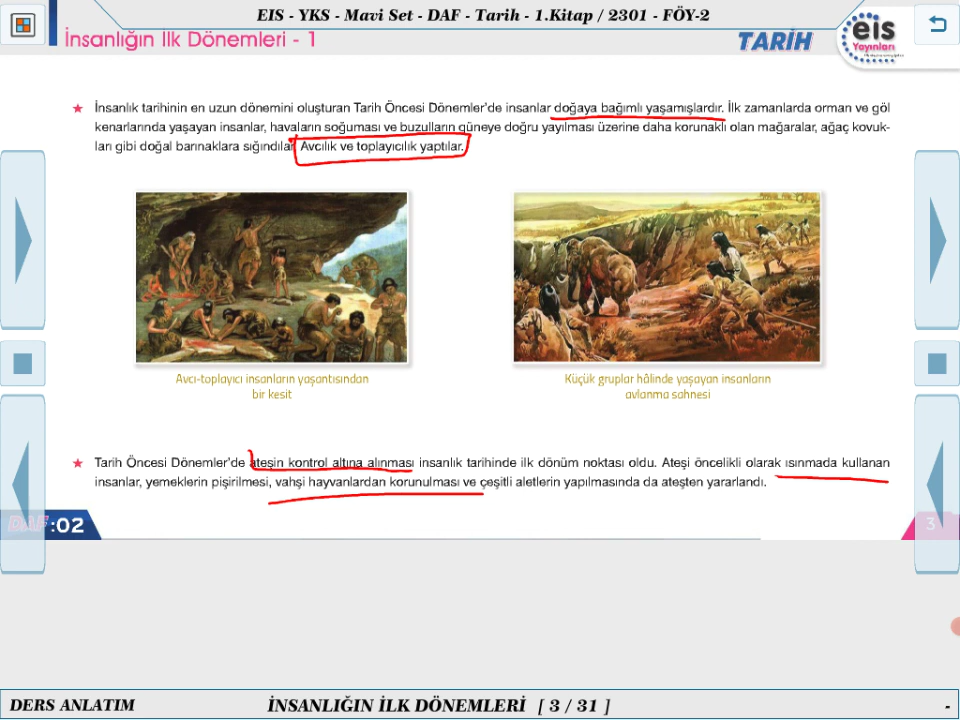 EIS - YKS - Mavi Set - DAF - Tarih - 1.Kitap / 2301 - FÖY-2
İnsanlığın İlk Dönemleri - 1
TARİH
eis
Yayınları
★ İnsanlık tarihinin en uzun dönemini oluşturan Tarih Öncesi Dönemler'de insanlar doğaya bağımlı yaşamışlardır. İlk zamanlarda orman ve göl
kenarlarında yaşayan insanlar, havaların soğuması ve buzulların güneye doğru yayılması üzerine daha korunaklı olan mağaralar, ağaç kovuk-
ları gibi doğal barınaklara sığındılar. Avcılık ve toplayıcılık yaptılar.
Avcı-toplayıcı insanların yaşantısından
bir kesit
Küçük gruplar hâlinde yaşayan insanların
avlanma sahnesi
★ Tarih Öncesi Dönemler'de ateşin kontrol altına alınması insanlık tarihinde ilk dönüm noktası oldu. Ateşi öncelikli olarak ısınmada kullanan
insanlar, yemeklerin pişirilmesi, vahşi hayvanlardan korunulması ve çeşitli aletlerin yapılmasında da ateşten yararlandı.
DAF:02
3
DERS ANLATIM
İNSANLIĞIN İLK DÖNEMLERİ [ 3 / 31 ]
-